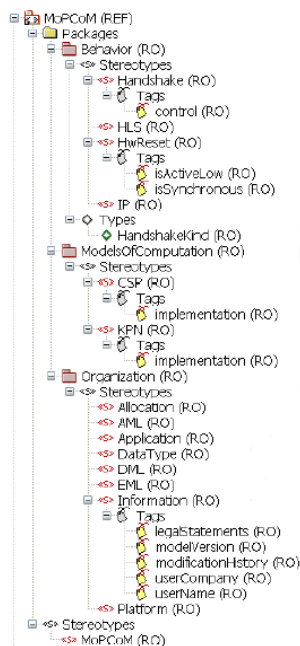 MoPCoM (REF)
Packages
Behavior (RO)
«S» Stereotypes
«S» Handshake (RO)
Tags
control (RO)
«S» HLS (RO)
«S» HwReset (RO)
Tags
isActiveLow (RO)
isSynchronous (RO)
«S» IP (RO)
Types
HandshakeKind (RO)
ModelsOfComputation (RO)
«S» Stereotypes
«S» CSP (RO)
Tags
implementation (RO)
«S» KPN (RO)
Tags
implementation (RO)
Organization (RO)
«S» Stereotypes
«S» Allocation (RO)
«S» AML (RO)
«S» Application (RO)
«S» DataType (RO)
«S» DML (RO)
«S» EML (RO)
«S» Information (RO)
Tags
legalStatements (RO)
modelVersion (RO)
modificationHistory (RO)
userCompany (RO)
userName (RO)
«S» Platform (RO)
«S» Stereotypes
«S» MoPCoM (RO)